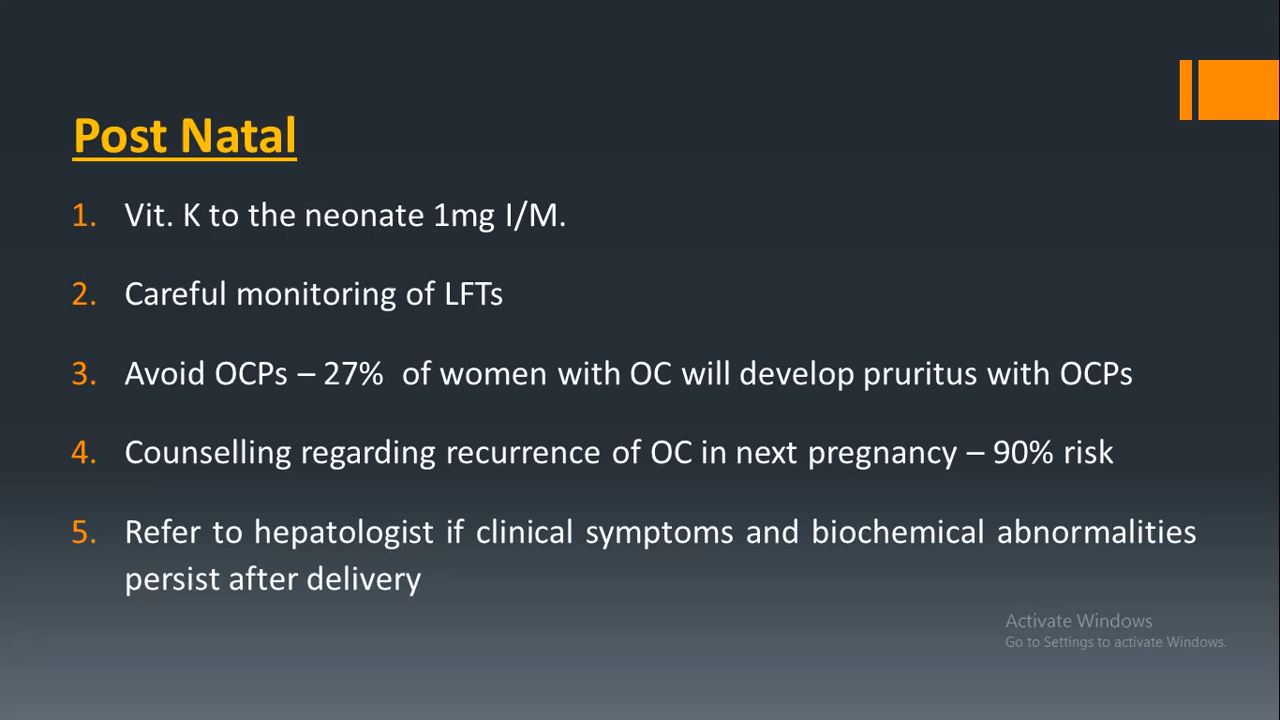 Post Natal
1. Vit. K to the neonate 1mg I/M.
2. Careful monitoring of LFTs
3. Avoid OCPs – 27% of women with OC will develop pruritus with OCPs
4. Counselling regarding recurrence of OC in next pregnancy – 90% risk
5. Refer to hepatologist if clinical symptoms and biochemical abnormalities
persist after delivery
Activate Windows
Go to Settings to activate Windows.